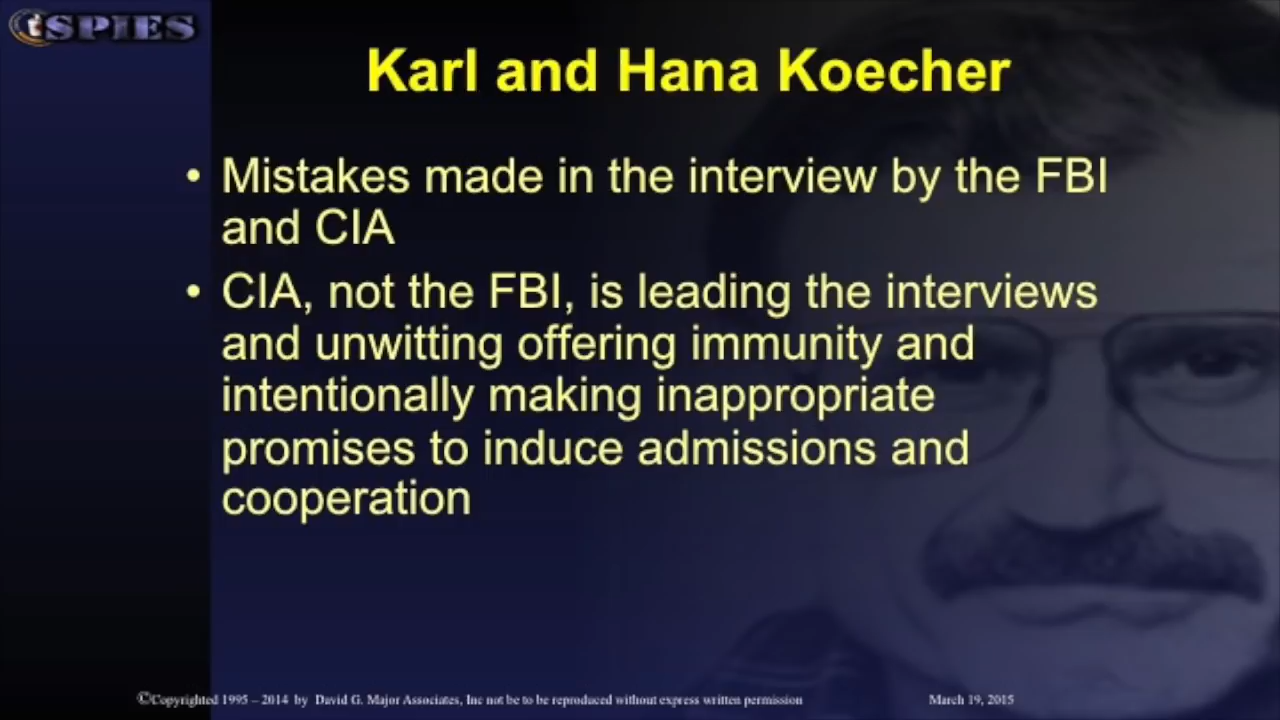 SPIES
Karl and Hana Koecher
• Mistakes made in the interview by the FBI
and CIA
• CIA, not the FBI, is leading the interviews
and unwitting offering immunity and
intentionally making inappropriate
promises to induce admissions and
cooperation
©Copyrighted 1995 – 2014 by David G. Major Associates, Inc not be to be reproduced without express written permission
March 19, 2015